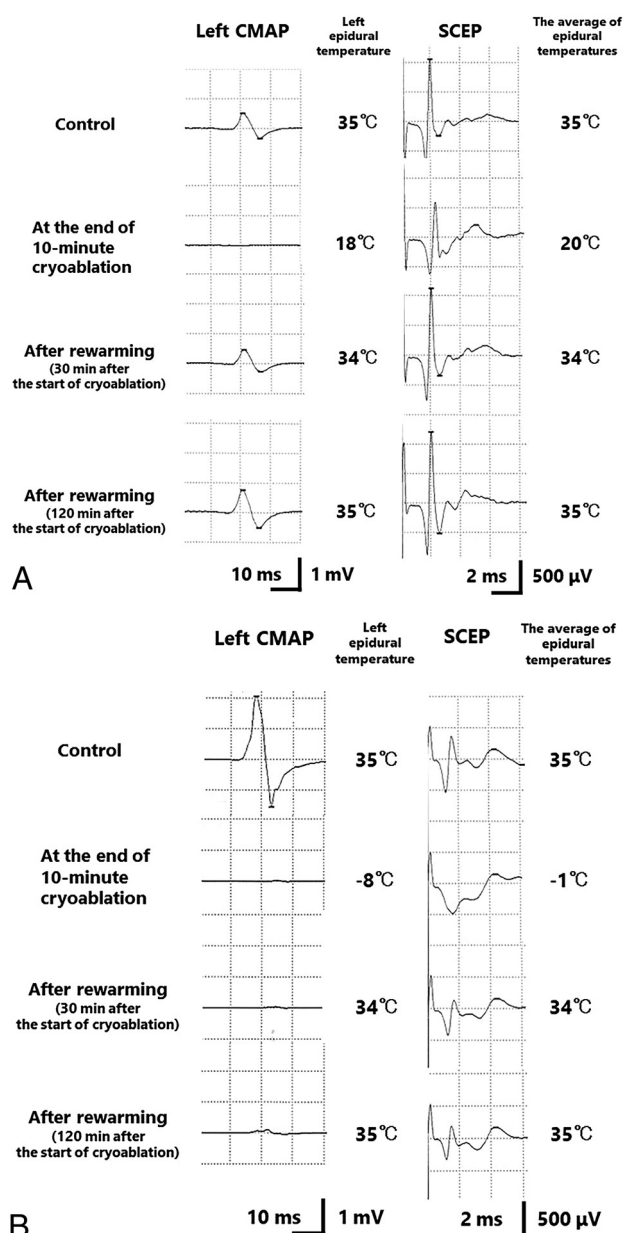 Left CMAP
Left
epidural
temperature
SCEP
The average of
epidural
temperatures
Control
35℃
35℃
At the end of
10-minute
cryoablation
18℃
20℃
After rewarming
(30 min after
the start of cryoablation)
34℃
34℃
After rewarming
(120 min after
the start of cryoablation)
35℃
35℃
A
10 ms
1 mV
2 ms
500 μV
Left CMAP
Left
epidural
temperature
SCEP
The average of
epidural
temperatures
Control
35℃
35℃
At the end of
10-minute
cryoablation
-8℃
-1℃
After rewarming
(30 min after
the start of cryoablation)
34℃
34℃
After rewarming
(120 min after
the start of cryoablation)
35℃
35℃
B
10 ms
1 mV
2 ms
500 μV